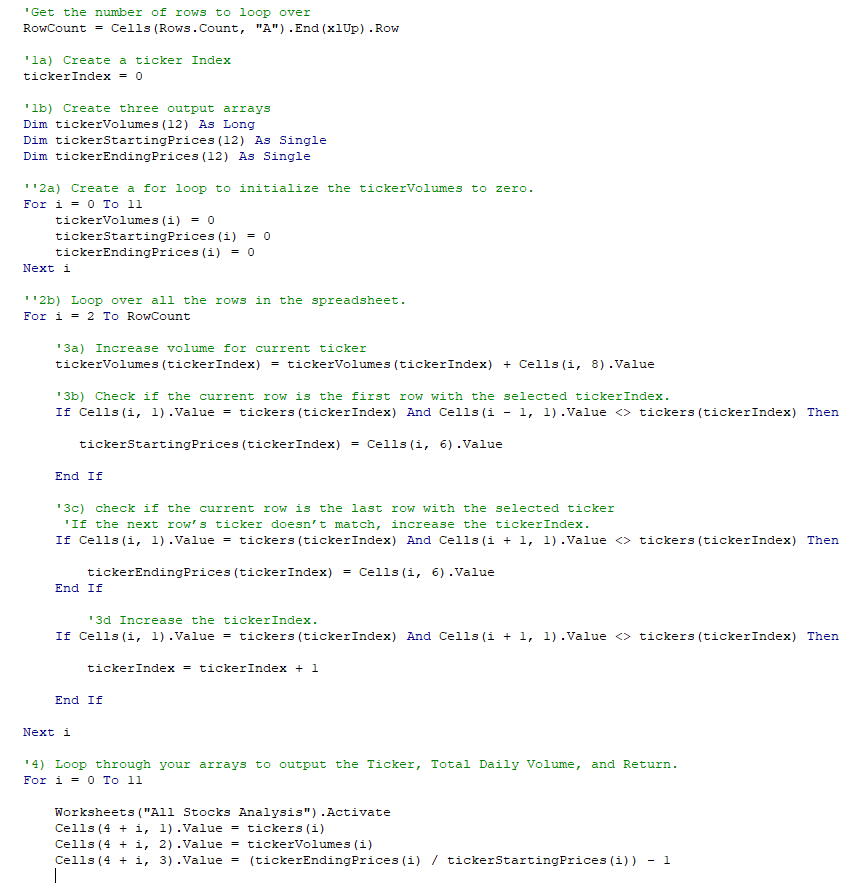 'Get the number of rows to loop over
RowCount = Cells(Rows.Count, "A").End(xlUp).Row
'1a) Create a ticker Index
tickerIndex = 0
'1b) Create three output arrays
Dim tickerVolumes(12) As Long
Dim tickerStartingPrices(12) As Single
Dim tickerEndingPrices(12) As Single
''2a) Create a for loop to initialize the tickerVolumes to zero.
For i = 0 To 11
tickerVolumes(i) = 0
tickerStartingPrices(i) = 0
tickerEndingPrices(i) = 0
Next i
''2b) Loop over all the rows in the spreadsheet.
For i = 2 To RowCount
'3a) Increase volume for current ticker
tickerVolumes(tickerIndex) = tickerVolumes(tickerIndex) + Cells(i, 8).Value
'3b) Check if the current row is the first row with the selected tickerIndex.
If Cells(i, 1).Value = tickers(tickerIndex) And Cells(i - 1, 1).Value <> tickers(tickerIndex) Then
tickerStartingPrices(tickerIndex) = Cells(i, 6).Value
End If
'3c) check if the current row is the last row with the selected ticker
'If the next row’s ticker doesn’t match, increase the tickerIndex.
If Cells(i, 1).Value = tickers(tickerIndex) And Cells(i + 1, 1).Value <> tickers(tickerIndex) Then
tickerEndingPrices(tickerIndex) = Cells(i, 6).Value
End If
'3d Increase the tickerIndex.
If Cells(i, 1).Value = tickers(tickerIndex) And Cells(i + 1, 1).Value <> tickers(tickerIndex) Then
tickerIndex = tickerIndex + 1
End If
Next i
'4) Loop through your arrays to output the Ticker, Total Daily Volume, and Return.
For i = 0 To 11
Worksheets("All Stocks Analysis").Activate
Cells(4 + i, 1).Value = tickers(i)
Cells(4 + i, 2).Value = tickerVolumes(i)
Cells(4 + i, 3).Value = (tickerEndingPrices(i) / tickerStartingPrices(i)) - 1